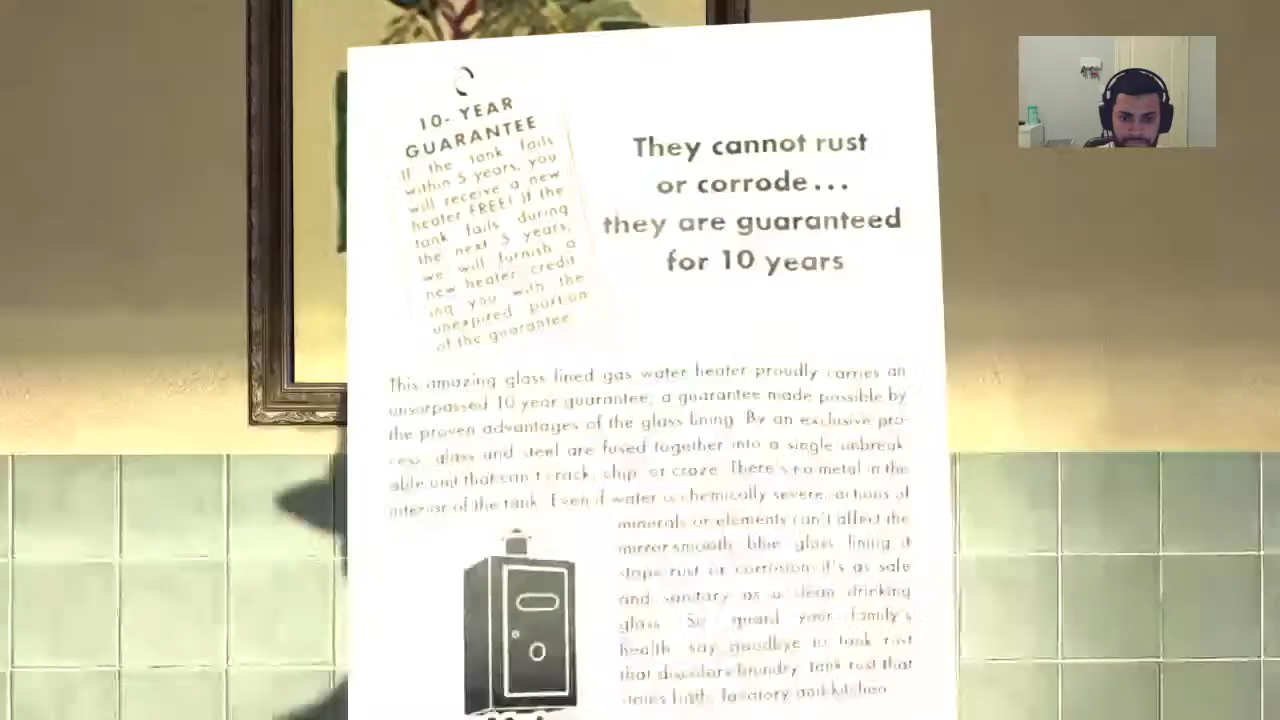 10- YEAR
GUARANTEE
If the tank fails
within 5 years, you
will receive a new
heater FREE! If the
tank fails during
the next 5 years,
we will furnish a
new heater, credit
ing you with the
unexpired portion
of the guarantee
They cannot rust
or corrode...
they are guaranteed
for 10 years
This amazing glass lined gas water heater proudly carries an
unsurpassed 10 year guarantee, a guarantee made possible by
the proven advantages of the glass lining. By an exclusive pro-
cess, glass and steel are fused together into a single unbreak
able unit that can't crack, chip, or craze. There's no metal in the
interior of the tank. Even if water is chemically severe, actions of
minerals or elements can't affect the
mirror-smooth blue glass lining it
stops rust or corrosion it's as safe
and sanitary as a clean drinking
glass. So guard your family's
health, say goodbye to tank rust
that discolors laundry, tank rust that
stains bath, lavatory and kitchen